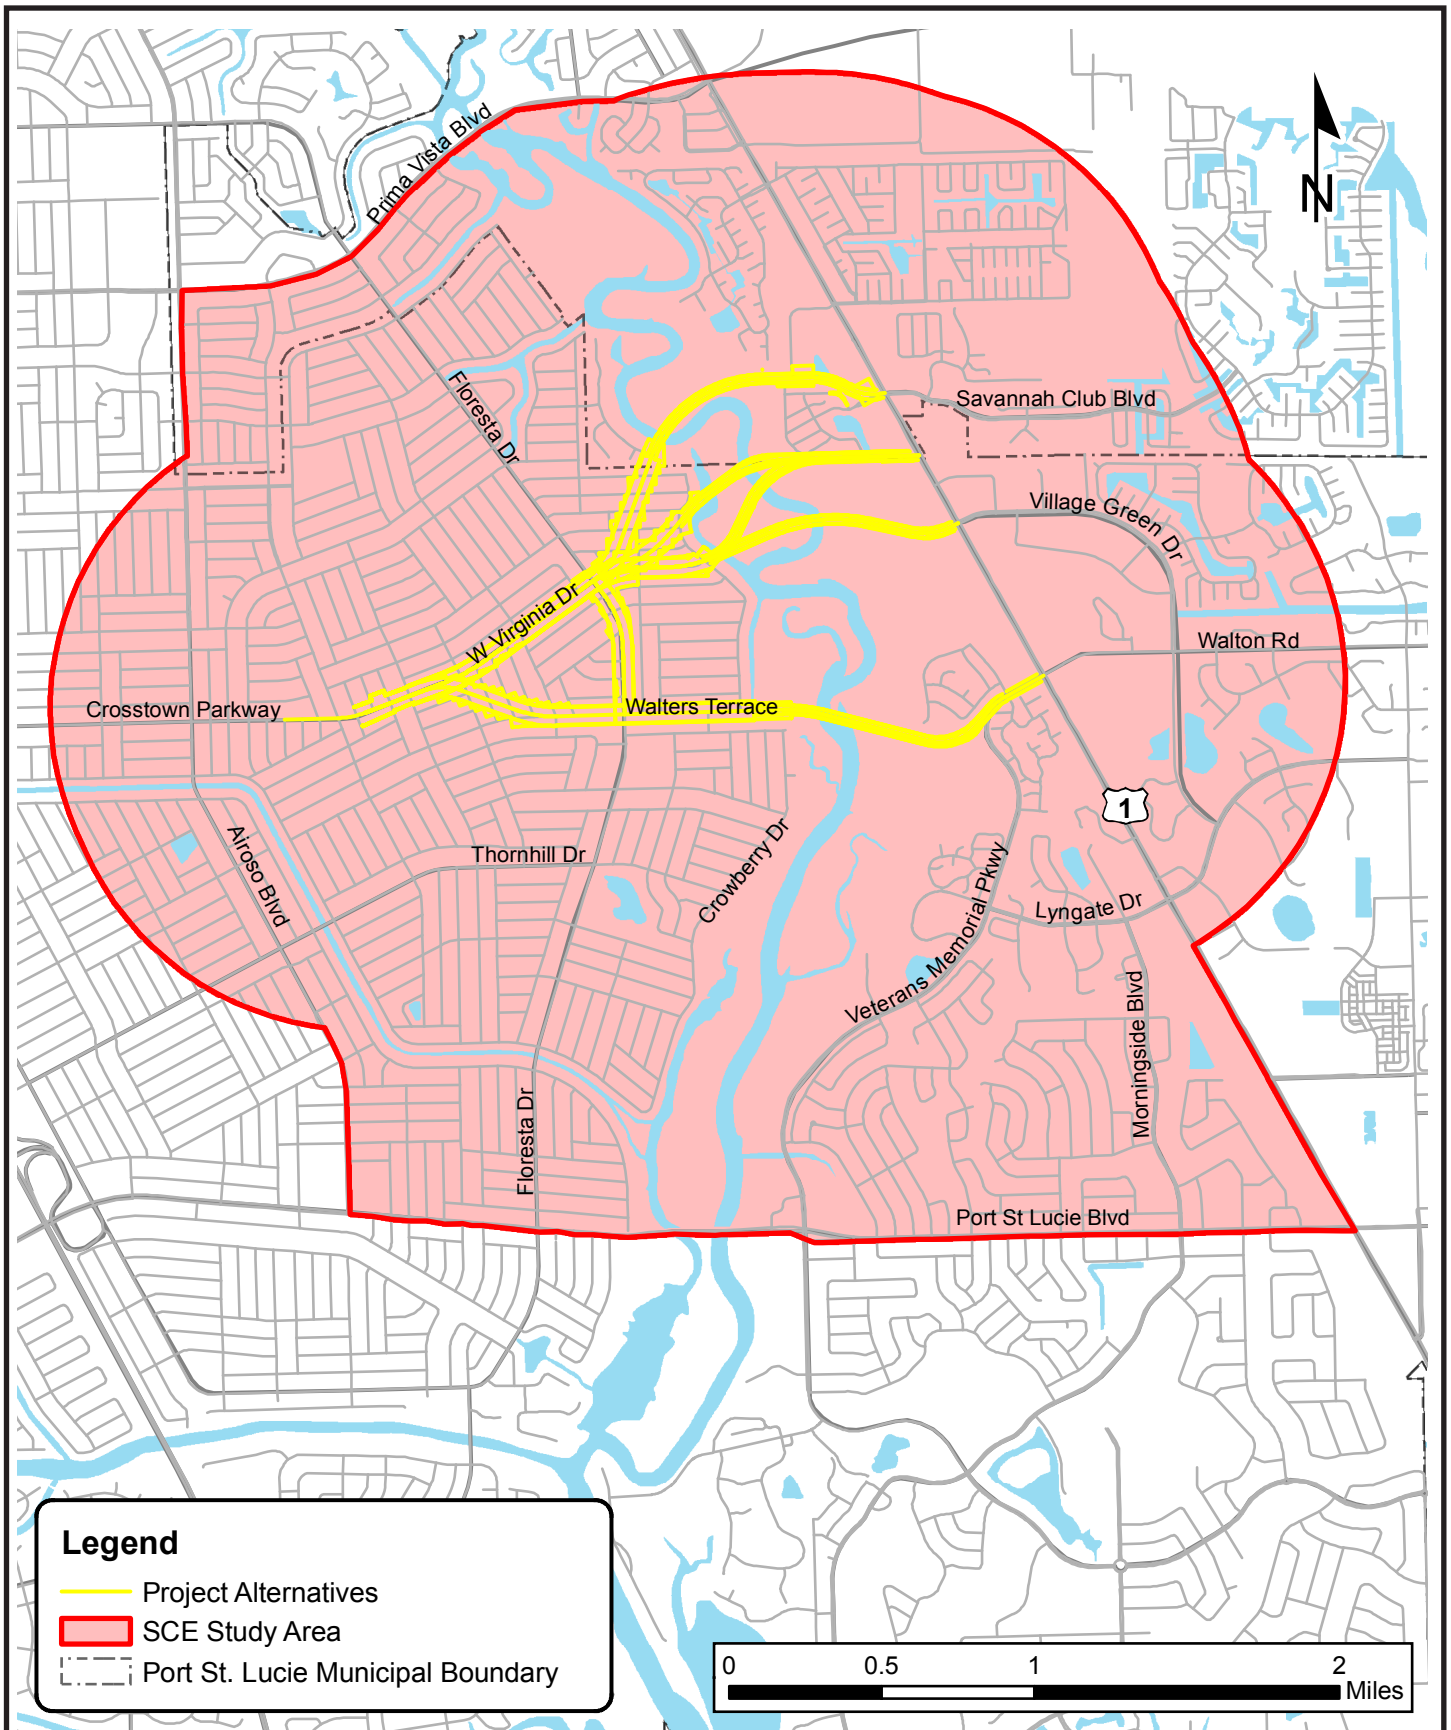 Prima Vista Blvd
N
Floresta Dr
Savannah Club Blvd
Village Green Dr
W Virginia Dr
Walton Rd
Crosstown Parkway
Walters Terrace
1
Airoso Blvd
Thornhill Dr
Crowberry Dr
Veterans Memorial Pkwy
Lyngate Dr
Morningside Blvd
Floresta Dr
Port St Lucie Blvd
Legend
Project Alternatives
SCE Study Area
Port St. Lucie Municipal Boundary
0 0.5 1 2
Miles